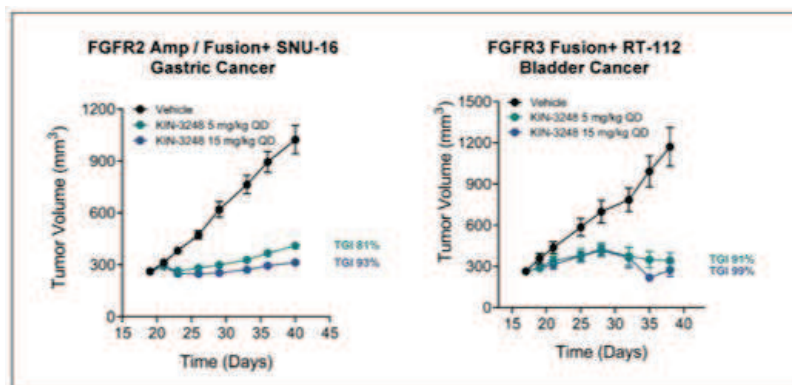 FGFR2 Amp / Fusion+ SNU-16
Gastric Cancer
Vehicle
KIN-3248 5 mg/kg QD
KIN-3248 15 mg/kg QD
Tumor Volume (mm³)
1200
900
600
300
0
TGI 81%
TGI 93%
15 20 25 30 35 40 45
Time (Days)
FGFR3 Fusion+ RT-112
Bladder Cancer
Vehicle
KIN-3248 5 mg/kg QD
KIN-3248 15 mg/kg QD
Tumor Volume (mm³)
1500
1200
900
600
300
0
TGI 91%
TGI 99%
15 20 25 30 35 40 45
Time (Days)